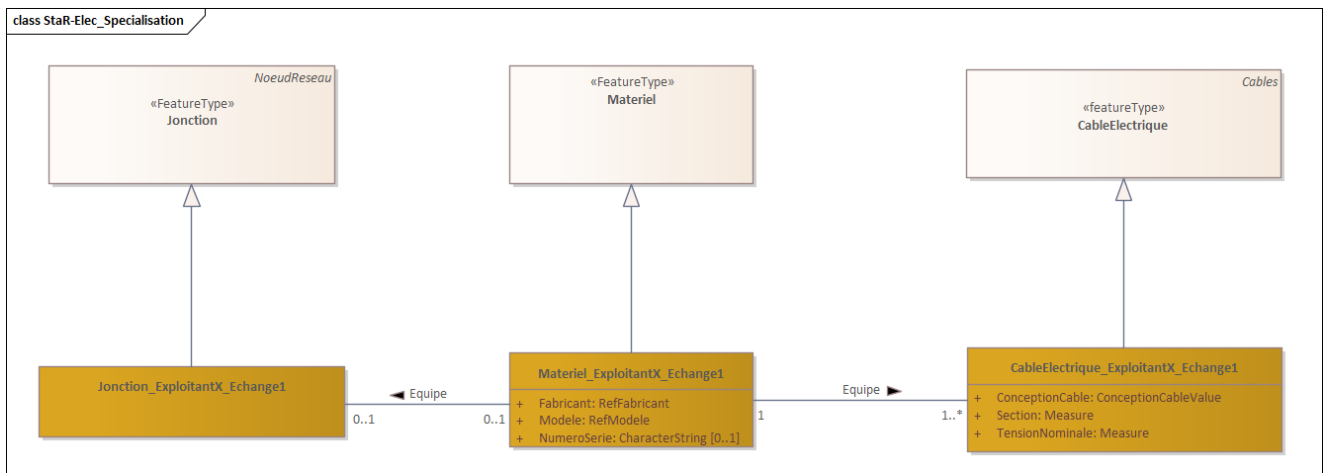 class StaR-Elec_Specialisation
NoeudReseau
«FeatureType»
Jonction
«FeatureType»
Materiel
Cables
«featureType»
CableElectrique
Jonction_ExploitantX_Echange1
Equipe
0..1
0..1
Materiel_ExploitantX_Echange1
+ Fabricant: RefFabricant
+ Modele: RefModele
+ NumeroSerie: CharacterString [0..1]
Equipe
1
1..*
CableElectrique_ExploitantX_Echange1
+ ConceptionCable: ConceptionCableValue
+ Section: Measure
+ TensionNominale: Measure